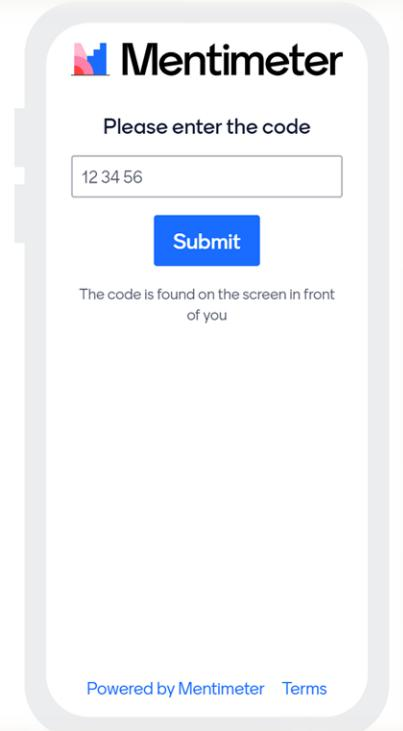 Mentimeter
Please enter the code
12 34 56
Submit
The code is found on the screen in front
of you
Powered by Mentimeter Terms